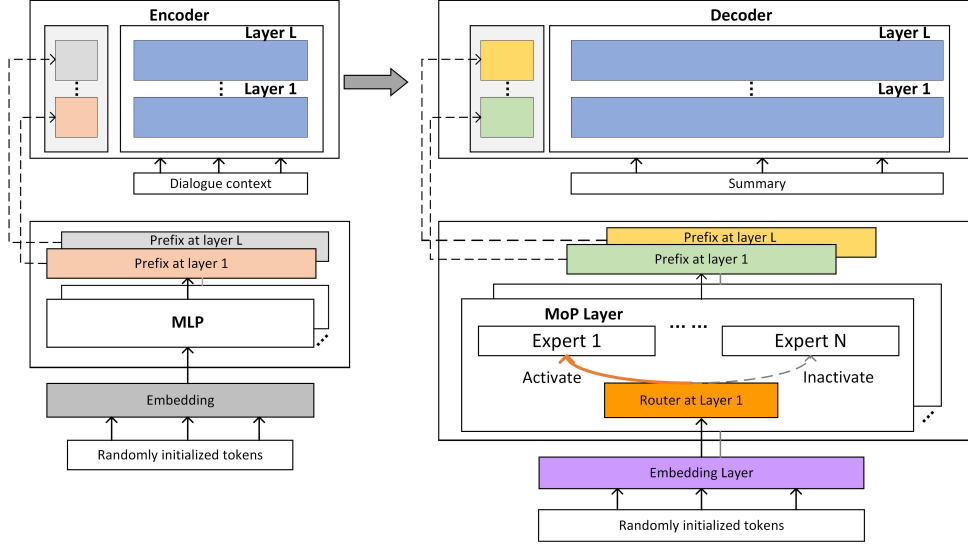 Encoder
Layer L
Layer 1
Dialogue context
Prefix at layer L
Prefix at layer 1
MLP
Embedding
Randomly initialized tokens
Decoder
Layer L
Layer 1
Summary
Prefix at layer L
Prefix at layer 1
MoP Layer
Expert 1
... ...
Expert N
Activate
Inactivate
Router at Layer 1
Embedding Layer
Randomly initialized tokens